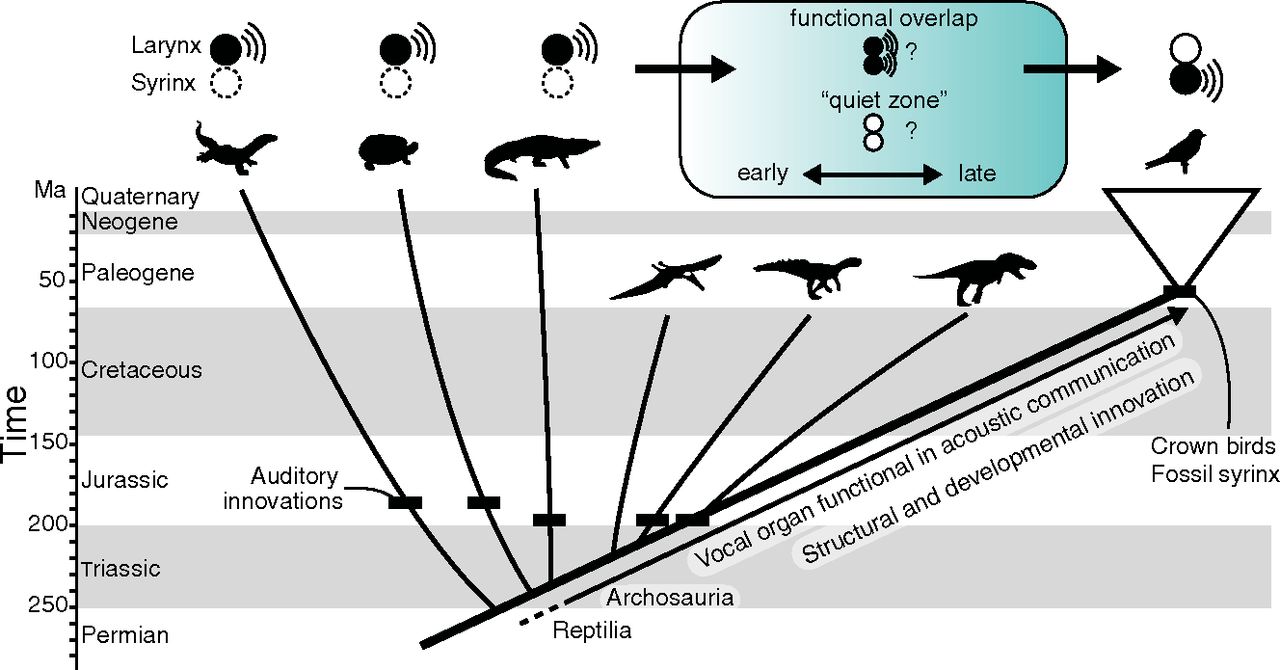 Larynx
Syrinx
functional overlap
?
“quiet zone”
?
early
late
Ma
Quaternary
Neogene
Paleogene
50
100
Cretaceous
150
Jurassic
200
Triassic
250
Permian
Time
Auditory
innovations
Vocal organ functional in acoustic communication
Structural and developmental innovation
Crown birds
Fossil syrinx
Archosauria
Reptilia